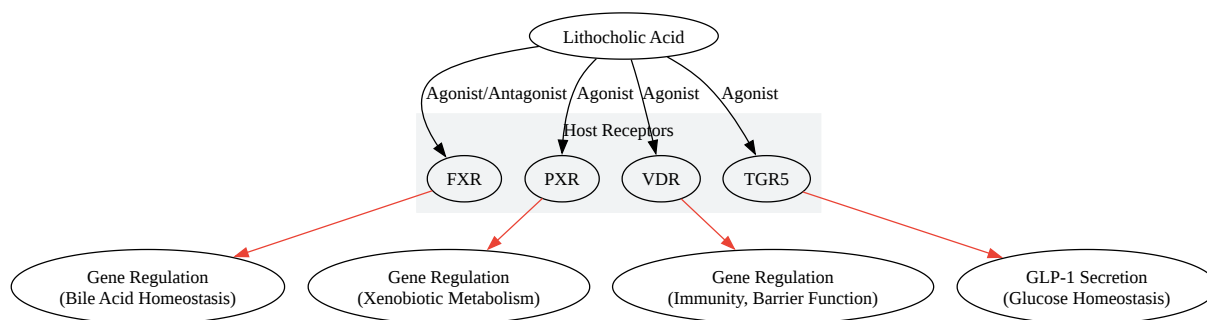 Lithocholic Acid
Agonist/Antagonist
Agonist
Agonist
Agonist
Host Receptors
FXR
PXR
VDR
TGR5
Gene Regulation
(Bile Acid Homeostasis)
Gene Regulation
(Xenobiotic Metabolism)
Gene Regulation
(Immunity, Barrier Function)
GLP-1 Secretion
(Glucose Homeostasis)